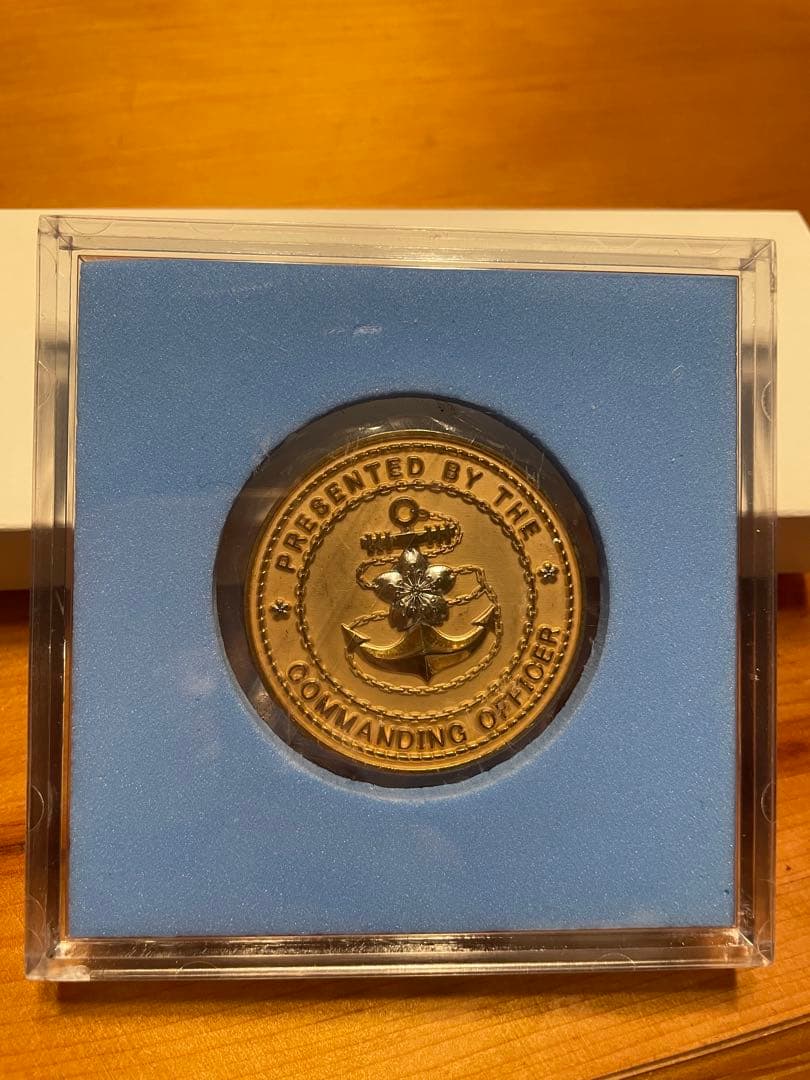 PRESENTED BY THE
COMMANDING OFFICER